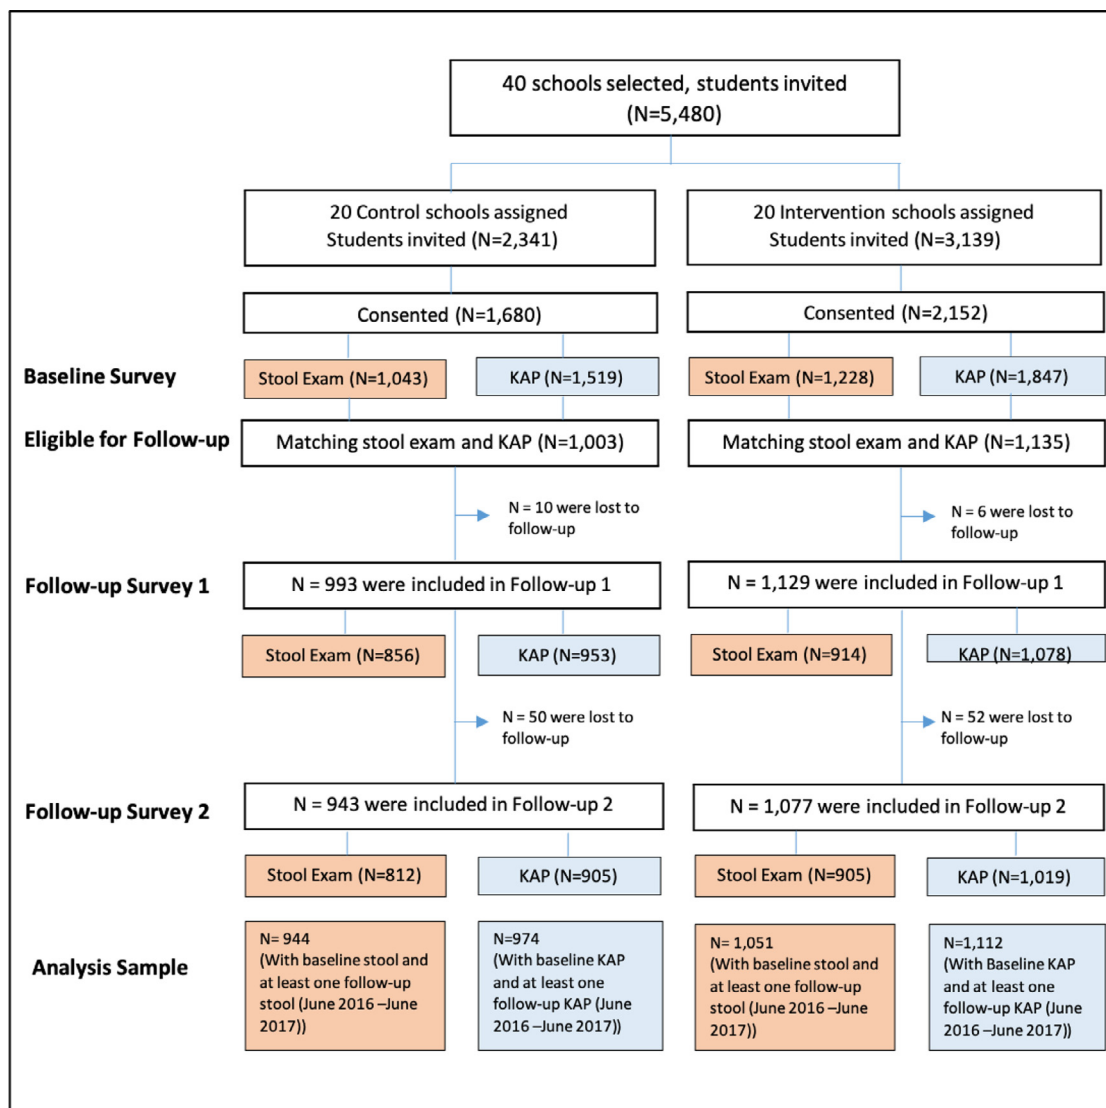 40 schools selected, students invited
(N=5,480)
20 Control schools assigned
Students invited (N=2,341)
20 Intervention schools assigned
Students invited (N=3,139)
Consented (N=1,680)
Consented (N=2,152)
Baseline Survey
Stool Exam (N=1,043)
KAP (N=1,519)
Stool Exam (N=1,228)
KAP (N=1,847)
Eligible for Follow-up
Matching stool exam and KAP (N=1,003)
Matching stool exam and KAP (N=1,135)
N = 10 were lost to
follow-up
N = 6 were lost to
follow-up
Follow-up Survey 1
N = 993 were included in Follow-up 1
N = 1,129 were included in Follow-up 1
Stool Exam (N=856)
KAP (N=953)
Stool Exam (N=914)
KAP (N=1,078)
N = 50 were lost to
follow-up
N = 52 were lost to
follow-up
Follow-up Survey 2
N = 943 were included in Follow-up 2
N = 1,077 were included in Follow-up 2
Stool Exam (N=812)
KAP (N=905)
Stool Exam (N=905)
KAP (N=1,019)
Analysis Sample
N= 944
(With baseline stool and
at least one follow-up
stool (June 2016 –June
2017))
N=974
(With baseline KAP
and at least one
follow-up KAP (June
2016 –June 2017))
N= 1,051
(With baseline stool and
at least one follow-up
stool (June 2016 –June
2017))
N=1,112
(With Baseline KAP
and at least one
follow-up KAP (June
2016 –June 2017))